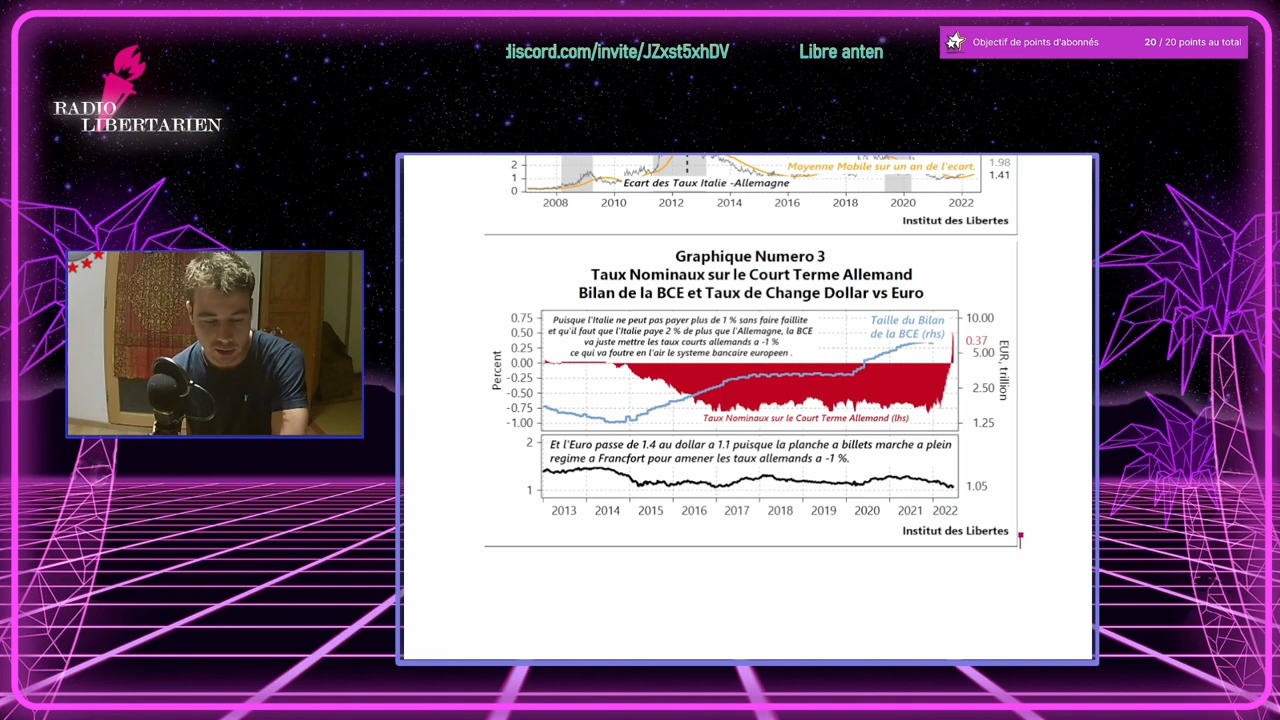 discord.com/invite/JZxst5xhDV
Libre anten
Objectif de points d'abonnés
20 / 20 points au total
RADIO
LIBERTARIEN
2
1
0
Moyenne Mobile sur un an de l'ecart.
Ecart des Taux Italie -Allemagne
1.98
1.41
2008 2010 2012 2014 2016 2018 2020 2022
Institut des Libertes
Graphique Numero 3
Taux Nominaux sur le Court Terme Allemand
Bilan de la BCE et Taux de Change Dollar vs Euro
Puisque l'Italie ne peut pas payer plus de 1 % sans faire faillite
et qu'il faut que l'Italie paye 2 % de plus que l'Allemagne, la BCE
va juste mettre les taux courts allemands a -1 %
ce qui va foutre en l'air le systeme bancaire europeen .
Taille du Bilan
de la BCE (rhs)
0.75
0.50
0.25
0.00
-0.25
-0.50
-0.75
-1.00
Percent
10.00
0.37
5.00
2.50
1.25
EUR, trillion
Taux Nominaux sur le Court Terme Allemand (lhs)
Et l'Euro passe de 1.4 au dollar a 1.1 puisque la planche a billets marche a plein
regime a Francfort pour amener les taux allemands a -1 %.
2
1
1.05
2013 2014 2015 2016 2017 2018 2019 2020 2021 2022
Institut des Libertes